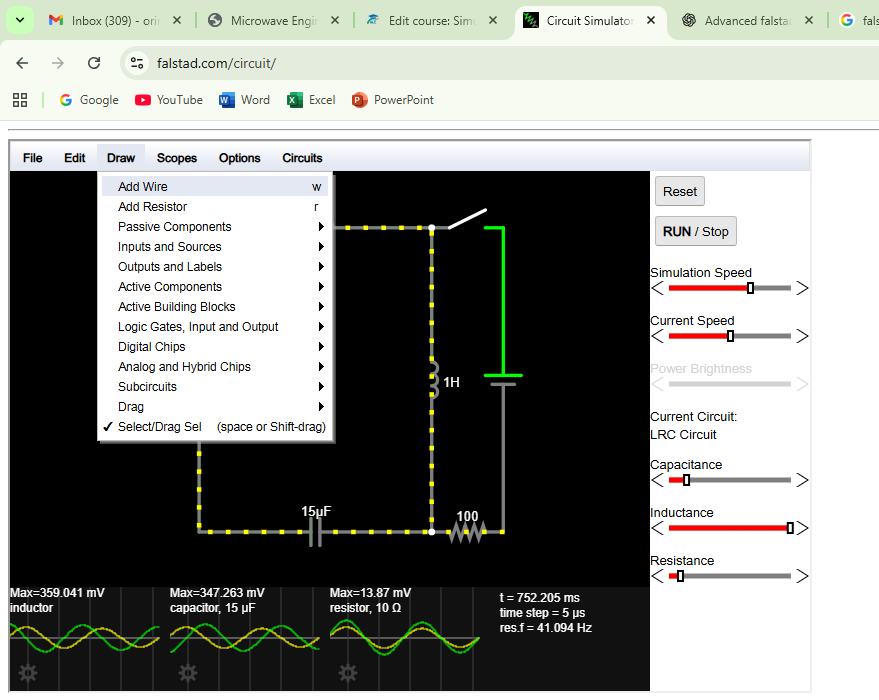 Inbox (309) - ori
Microwave Engi
Edit course: Simu
Circuit Simulator
Advanced falsta
fals
falstad.com/circuit/
Google
YouTube
Word
Excel
PowerPoint
File Edit Draw Scopes Options Circuits
Add Wire w
Add Resistor r
Passive Components
Inputs and Sources
Outputs and Labels
Active Components
Active Building Blocks
Logic Gates, Input and Output
Digital Chips
Analog and Hybrid Chips
Subcircuits
Drag
Select/Drag Sel (space or Shift-drag)
1H
15μF
100
Reset
RUN / Stop
Simulation Speed
Current Speed
Power Brightness
Current Circuit:
LRC Circuit
Capacitance
Inductance
Resistance
Max=359.041 mV
inductor
Max=347.263 mV
capacitor, 15 μF
Max=13.87 mV
resistor, 10 Ω
t = 752.205 ms
time step = 5 μs
res.f = 41.094 Hz